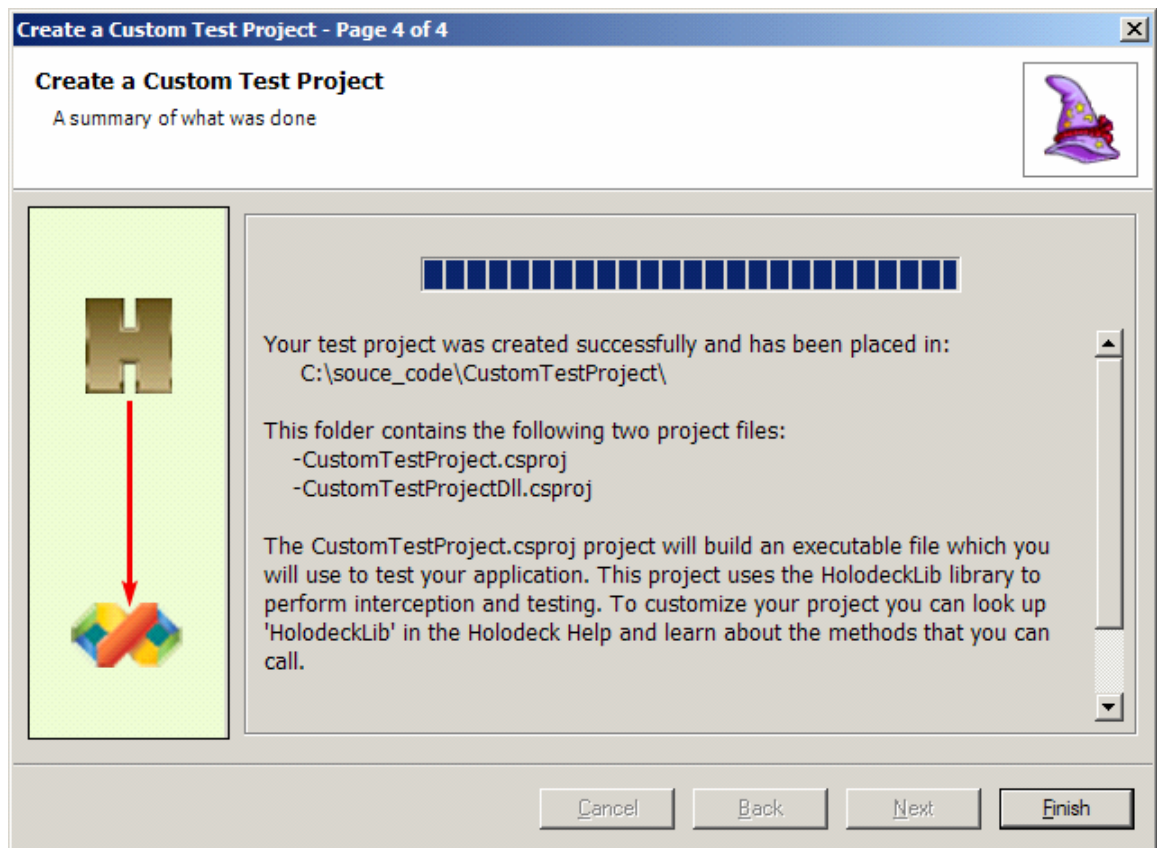 Create a Custom Test Project - Page 4 of 4
Create a Custom Test Project
A summary of what was done
Your test project was created successfully and has been placed in:
C:\souce_code\CustomTestProject\
This folder contains the following two project files:
-CustomTestProject.csproj
-CustomTestProjectDll.csproj
The CustomTestProject.csproj project will build an executable file which you
will use to test your application. This project uses the HolodeckLib library to
perform interception and testing. To customize your project you can look up
'HolodeckLib' in the Holodeck Help and learn about the methods that you can
call.
Cancel
Back
Next
Finish